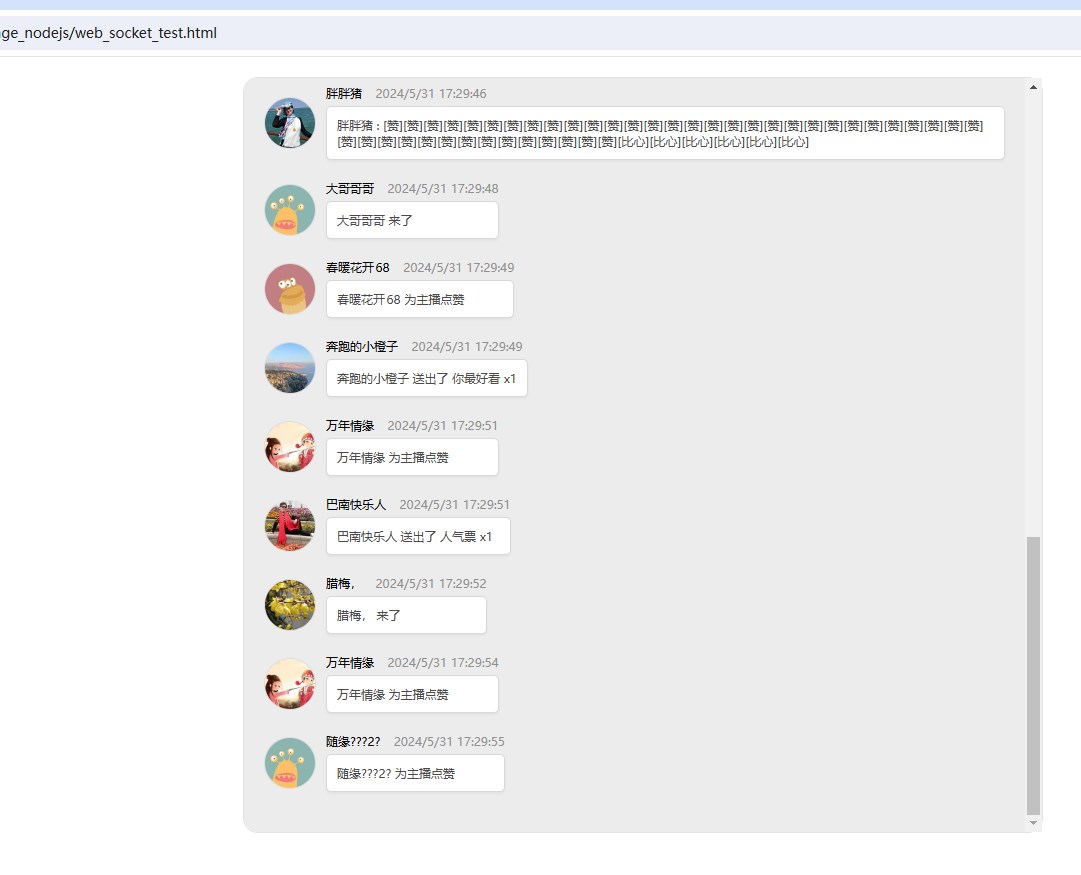 ge_nodejs/web_socket_test.html
胖胖猪 2024/5/31 17:29:46
胖胖猪 : [赞][赞][赞][赞][赞][赞][赞][赞][赞][赞][赞][赞][赞][赞][赞][赞][赞][赞][赞][赞][赞][赞][赞][赞][赞][赞][赞][赞][赞][赞]
[赞][赞][赞][赞][赞][赞][赞][赞][赞][赞][赞][赞][赞][赞][比心][比心][比心][比心][比心][比心]
大哥哥哥 2024/5/31 17:29:48
大哥哥哥 来了
春暖花开68 2024/5/31 17:29:49
春暖花开68 为主播点赞
奔跑的小橙子 2024/5/31 17:29:49
奔跑的小橙子 送出了 你最好看 x1
万年情缘 2024/5/31 17:29:51
万年情缘 为主播点赞
巴南快乐人 2024/5/31 17:29:51
巴南快乐人 送出了 人气票 x1
腊梅， 2024/5/31 17:29:52
腊梅， 来了
万年情缘 2024/5/31 17:29:54
万年情缘 为主播点赞
随缘???2? 2024/5/31 17:29:55
随缘???2? 为主播点赞